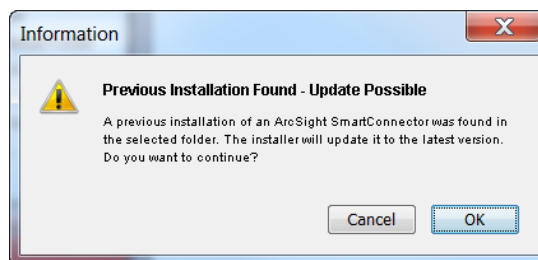 Information
Previous Installation Found - Update Possible
A previous installation of an ArcSight SmartConnector was found in
the selected folder. The installer will update it to the latest version.
Do you want to continue?
Cancel
OK